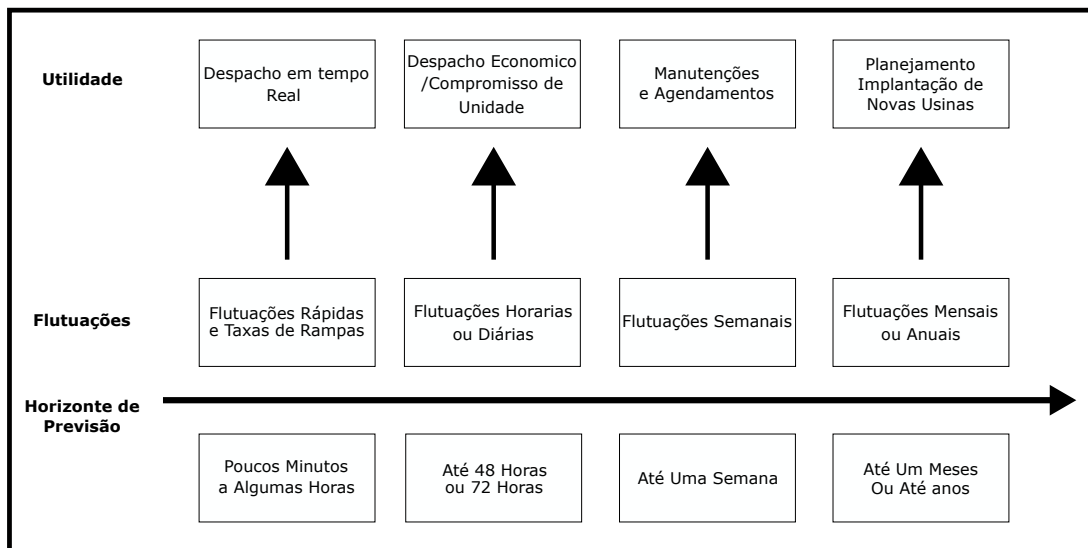 Utilidade
Despacho em tempo
Real
Despacho Economico
/Compromisso de
Unidade
Manutenções
e Agendamentos
Planejamento
Implantação de
Novas Usinas
Flutuações
Flutuações Rápidas
e Taxas de Rampas
Flutuações Horarias
ou Diárias
Flutuações Semanais
Flutuações Mensais
ou Anuais
Horizonte de
Previsão
Poucos Minutos
a Algumas Horas
Até 48 Horas
ou 72 Horas
Até Uma Semana
Até Um Meses
Ou Até anos